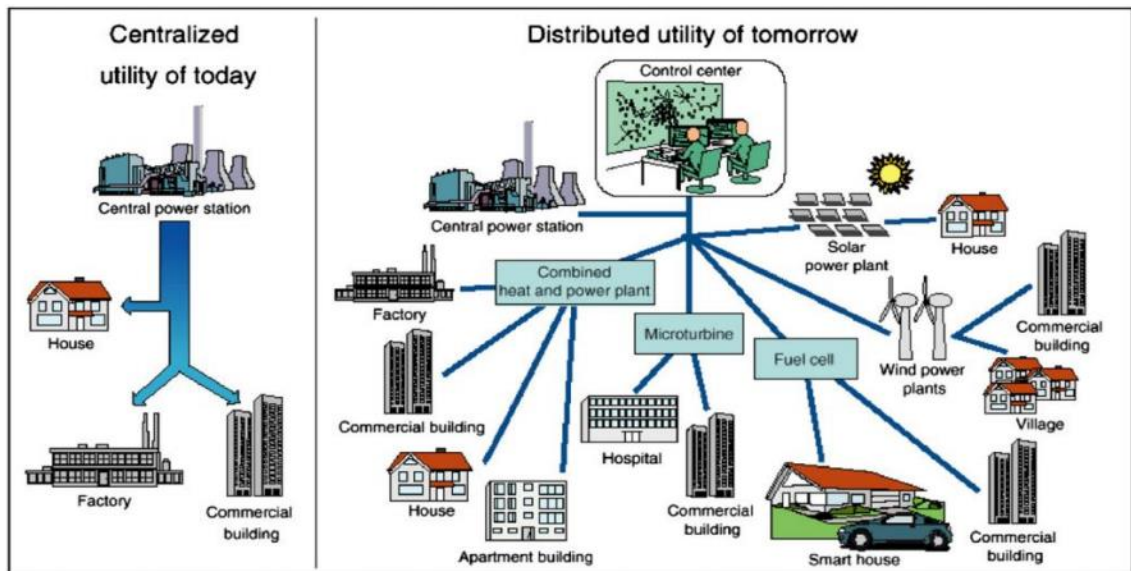 Centralized
utility of today
Central power station
House
Factory
Commercial
building
Distributed utility of tomorrow
Control center
Central power station
Solar
power plant
House
Combined
heat and power plant
Factory
Microturbine
Fuel cell
Wind power
plants
Commercial
building
Village
Commercial building
House
Apartment building
Hospital
Commercial
building
Smart house
Commercial
building